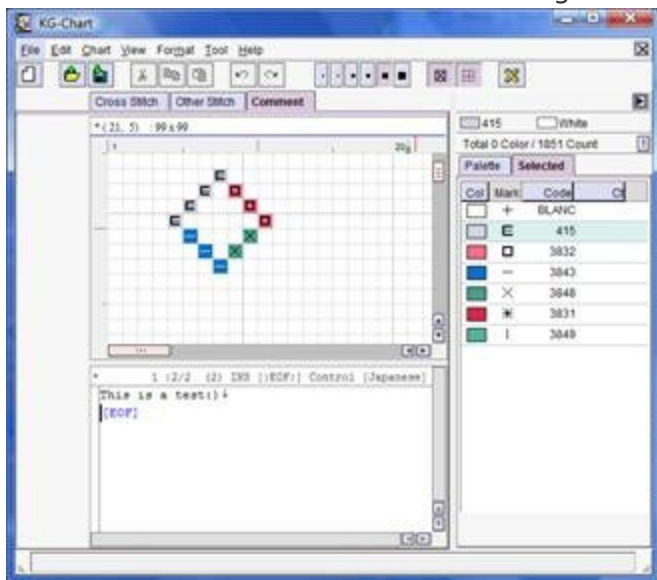 KG-Chart
File Edit Chart View Format Tool Help
Cross Stitch Other Stitch Comment
*(21, 5) :99x99
415 White
Total 0 Color / 1851 Count
Palette Selected
Col Mark Code
BLANC
415
3832
3843
3848
3831
3849
1 :2/2 (2) INS [:EOF:] Control [Japanese]
This is a test:)↓
[EOF]